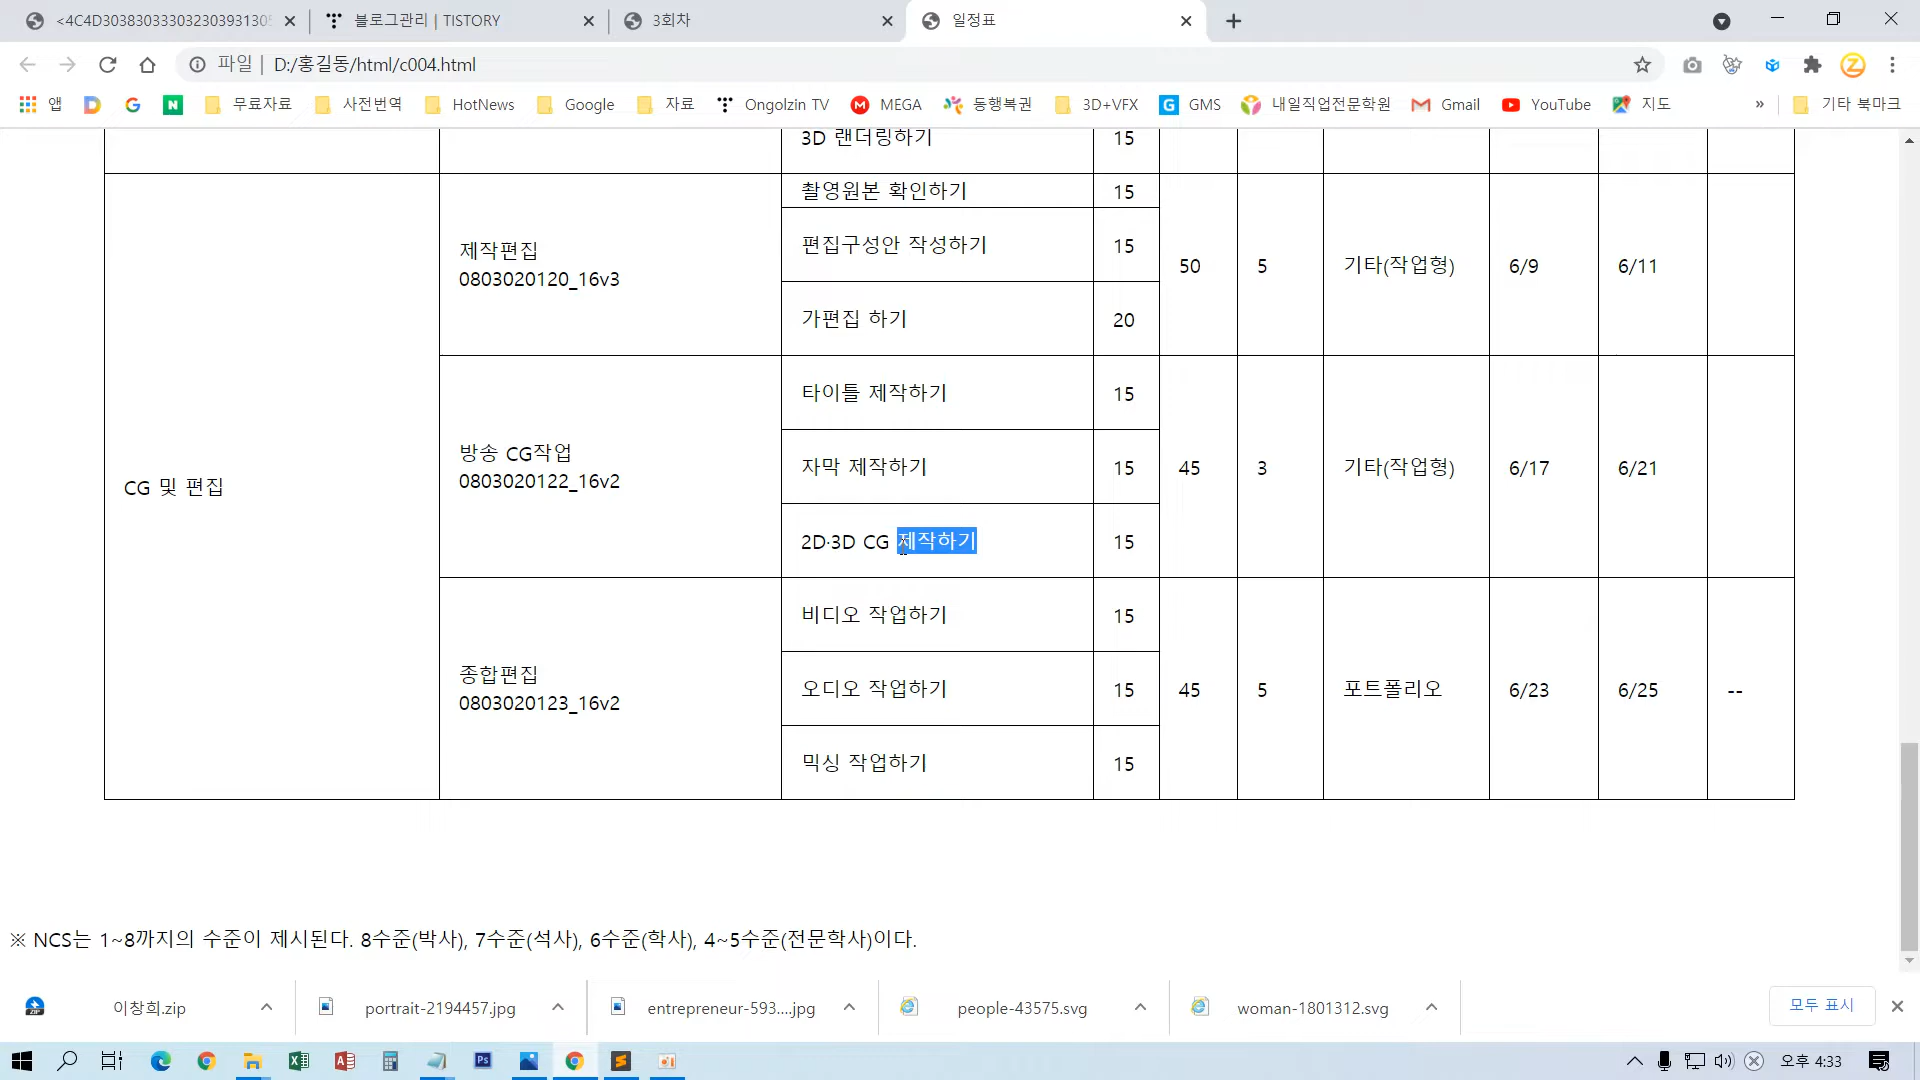 <4C4D303830333032303931305
블로그관리 | TISTORY
3회차
일정표
파일 | D:/홍길동/html/c004.html
앱 무료자료 사전번역 HotNews Google 자료 Ongolzin TV MEGA 동행복권 3D+VFX GMS 내일직업전문학원 Gmail YouTube 지도 » 기타 북마크
3D 랜더링하기 15
CG 및 편집
제작편집
0803020120_16v3
촬영원본 확인하기 15
편집구성안 작성하기 15
가편집 하기 20
50 5 기타(작업형) 6/9 6/11
방송 CG작업
0803020122_16v2
타이틀 제작하기 15
자막 제작하기 15
2D·3D CG 제작하기 15
45 3 기타(작업형) 6/17 6/21
종합편집
0803020123_16v2
비디오 작업하기 15
오디오 작업하기 15
믹싱 작업하기 15
45 5 포트폴리오 6/23 6/25 --
※ NCS는 1~8까지의 수준이 제시된다. 8수준(박사), 7수준(석사), 6수준(학사), 4~5수준(전문학사)이다.
이창희.zip
portrait-2194457.jpg
entrepreneur-593....jpg
people-43575.svg
woman-1801312.svg
모두 표시
오후 4:33